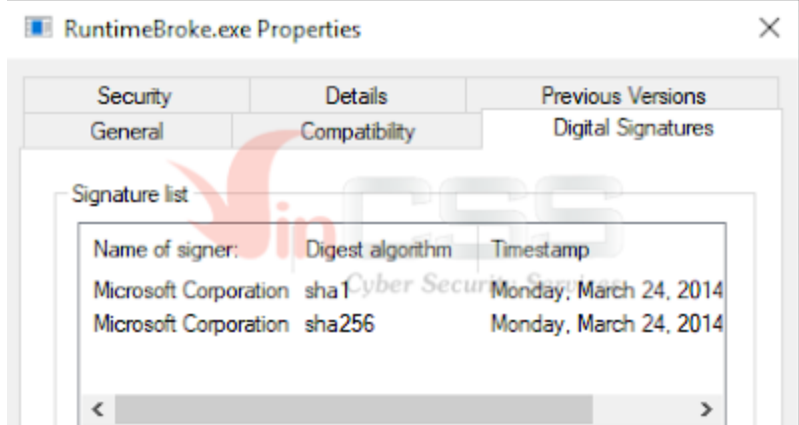 RuntimeBroke.exe Properties
Security Details Previous Versions
General Compatibility Digital Signatures
Signature list
VinCSS
Name of signer: Digest algorithm Timestamp
Cyber Security Services
Microsoft Corporation sha1 Monday, March 24, 2014
Microsoft Corporation sha256 Monday, March 24, 2014